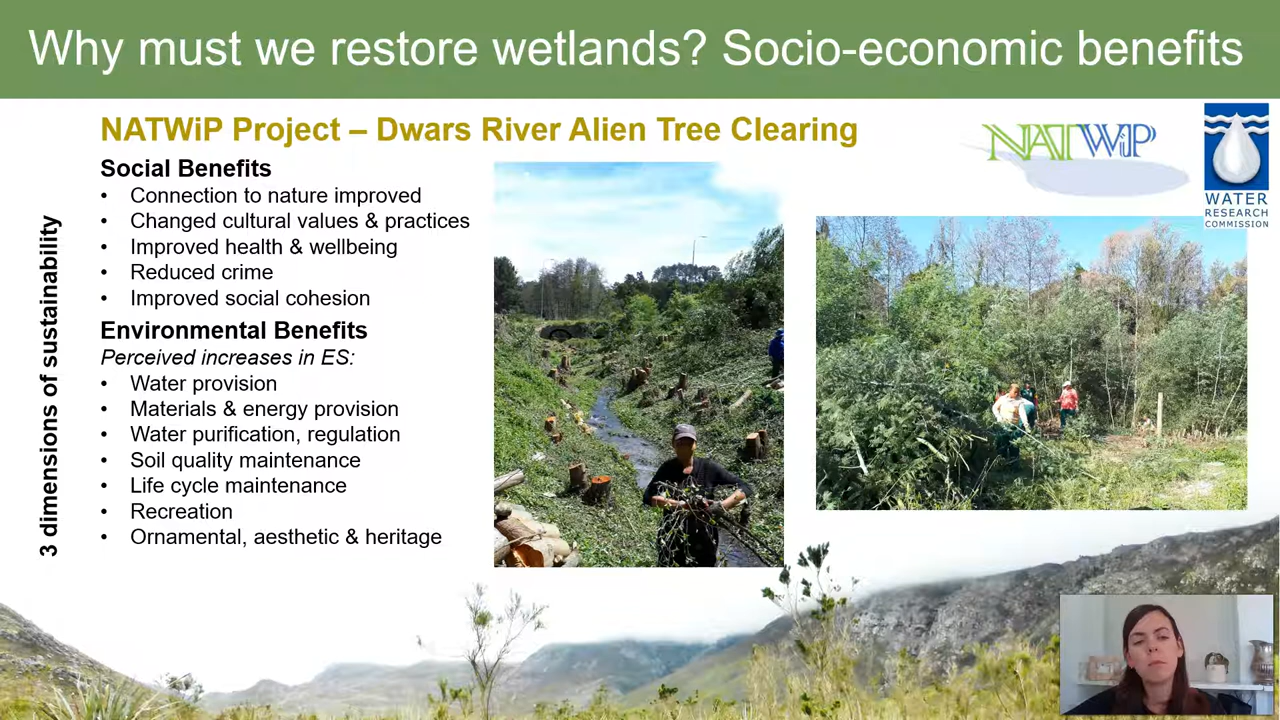 Why must we restore wetlands? Socio-economic benefits
NATWiP Project – Dwars River Alien Tree Clearing
NATWiP
WATER
RESEARCH
COMMISSION
3 dimensions of sustainability
Social Benefits
• Connection to nature improved
• Changed cultural values & practices
• Improved health & wellbeing
• Reduced crime
• Improved social cohesion
Environmental Benefits
Perceived increases in ES:
• Water provision
• Materials & energy provision
• Water purification, regulation
• Soil quality maintenance
• Life cycle maintenance
• Recreation
• Ornamental, aesthetic & heritage